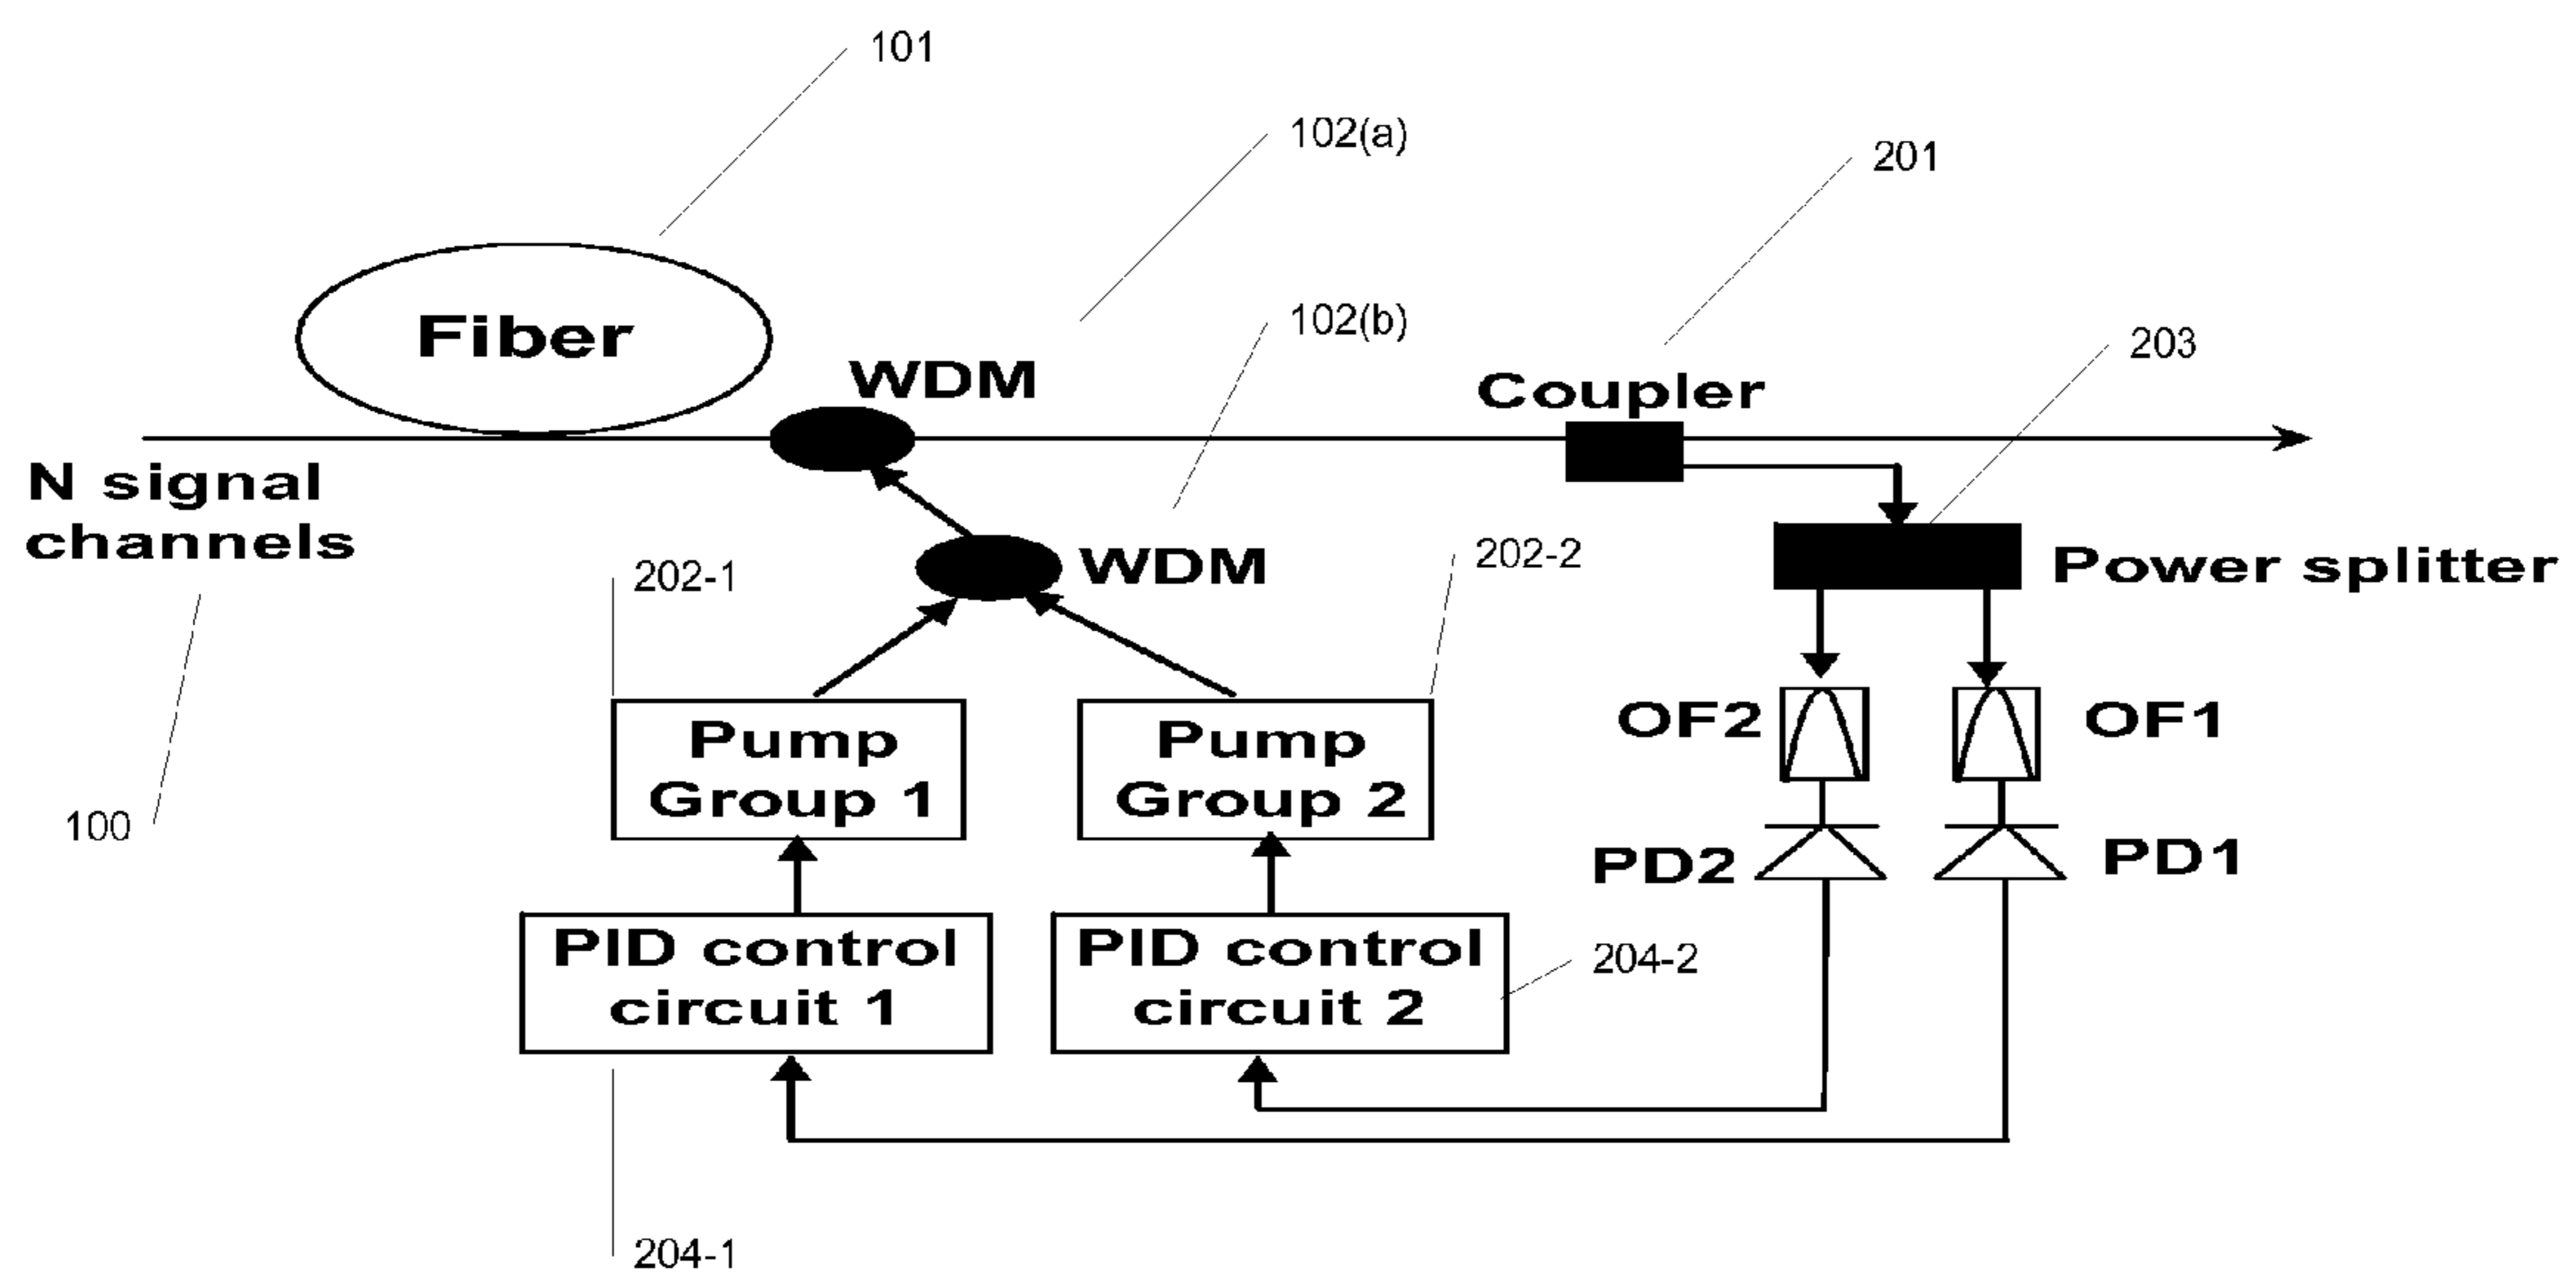 101
102(a)
201
102(b)
203
Fiber
WDM
Coupler
N signal
channels
WDM
202-1
202-2
Power splitter
Pump
Group 1
Pump
Group 2
OF2
OF1
100
PD2
PD1
PID control
circuit 1
PID control
circuit 2
204-2
204-1